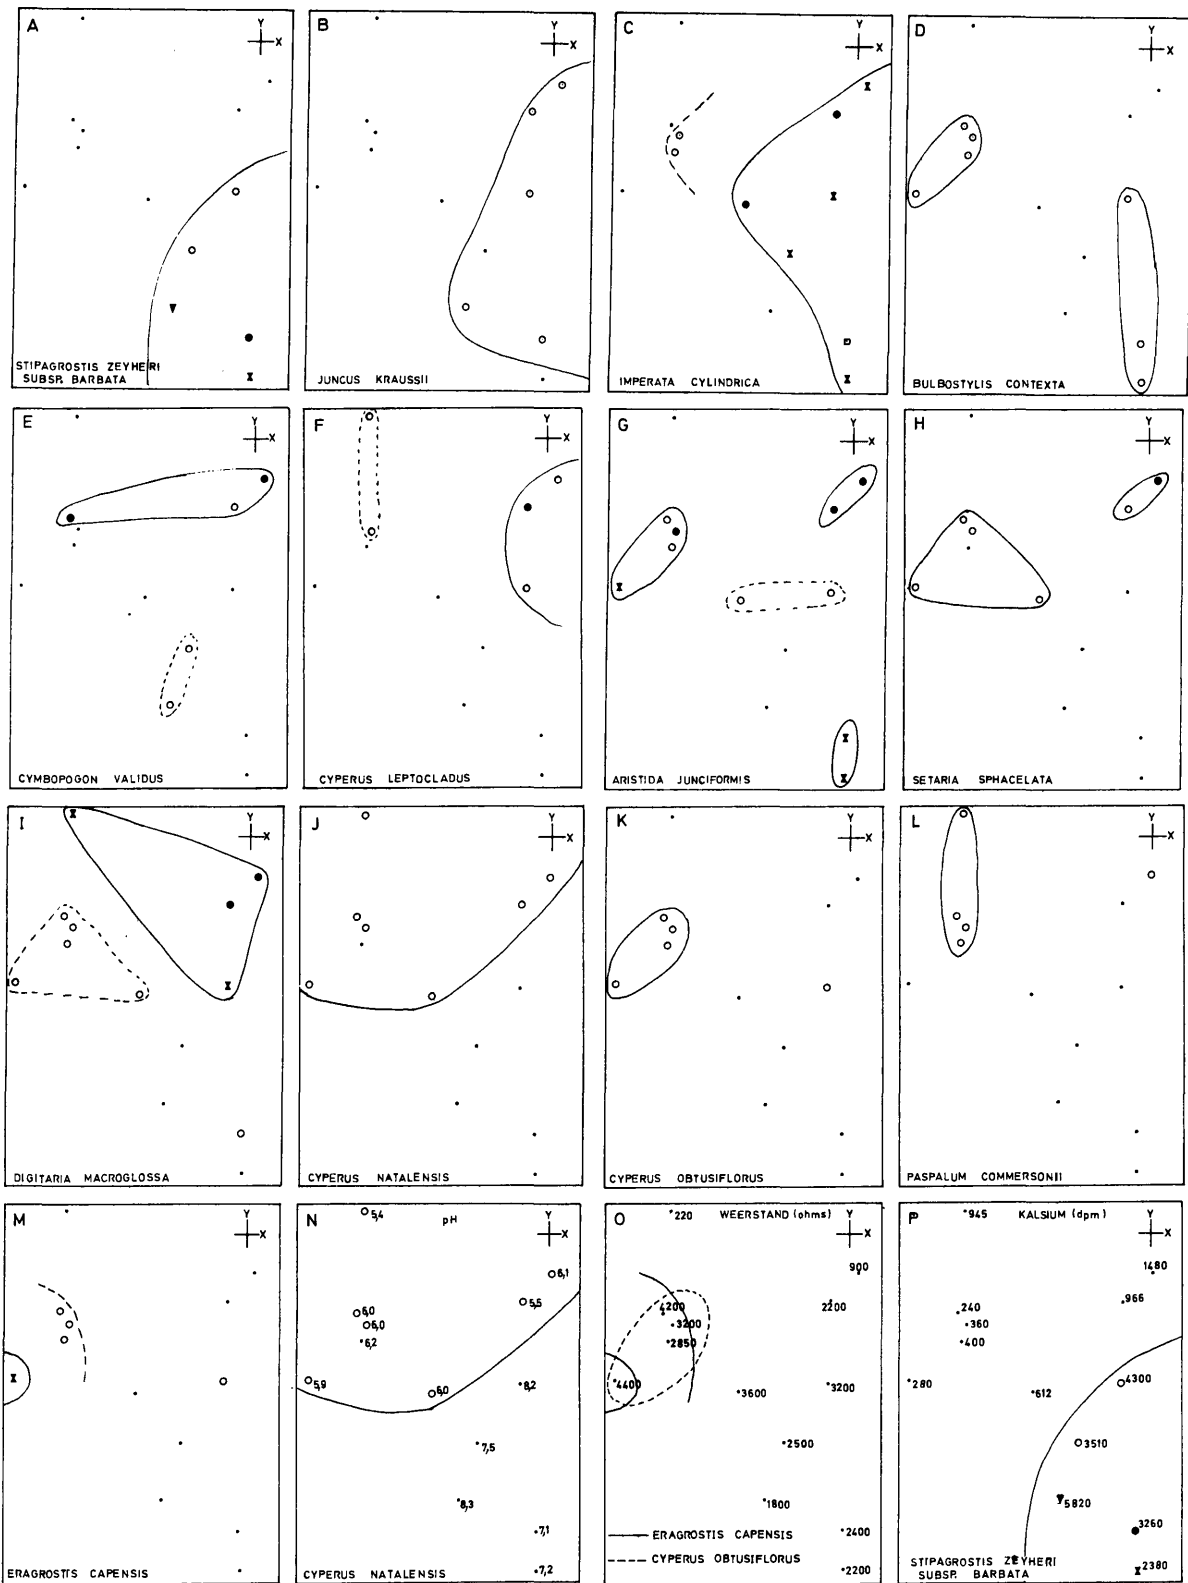 A
Y
X
STIPAGROSTIS ZEYHERI
SUBSP. BARBATA
B
Y
X
JUNCUS KRAUSSII
C
Y
X
IMPERATA CYLINDRICA
D
Y
X
BULBOSTYLIS CONTEXTA
E
Y
X
CYMBOPOGON VALIDUS
F
Y
X
CYPERUS LEPTOCLADUS
G
Y
X
ARISTIDA JUNCIFORMIS
H
Y
X
SETARIA SPHACELATA
I
Y
X
DIGITARIA MACROGLOSSA
J
Y
X
CYPERUS NATALENSIS
K
Y
X
CYPERUS OBTUSIFLORUS
L
Y
X
PASPALUM COMMERSONII
M
Y
X
ERAGROSTIS CAPENSIS
N
5,4
pH
Y
X
6,1
5,5
6,0
6,0
6,2
5,9
6,0
8,2
7,5
8,3
7,1
7,2
CYPERUS NATALENSIS
O
220
WEERSTAND (ohms)
Y
X
900
2200
4200
3200
2850
4400
3600
3200
2500
1800
2400
2200
ERAGROSTIS CAPENSIS
CYPERUS OBTUSIFLORUS
P
945
KALSIUM (dpm)
Y
X
1480
966
240
360
400
280
612
4300
3510
5820
3260
2380
STIPAGROSTIS ZEYHERI
SUBSP. BARBATA